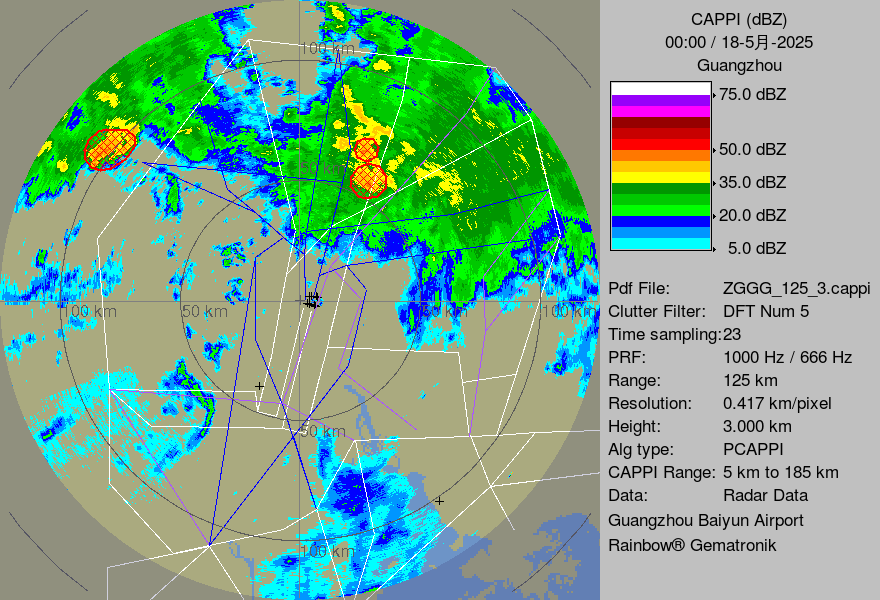 CAPPI (dBZ)
00:00 / 18-5月-2025
Guangzhou
75.0 dBZ
50.0 dBZ
35.0 dBZ
20.0 dBZ
5.0 dBZ
Pdf File: ZGGG_125_3.cappi
Clutter Filter: DFT Num 5
Time sampling:23
PRF: 1000 Hz / 666 Hz
Range: 125 km
Resolution: 0.417 km/pixel
Height: 3.000 km
Alg type: PCAPPI
CAPPI Range: 5 km to 185 km
Data: Radar Data
Guangzhou Baiyun Airport
Rainbow® Gematronik
100 km
50 km
100 km
50 km
50 km
100 km
50 km
100 km